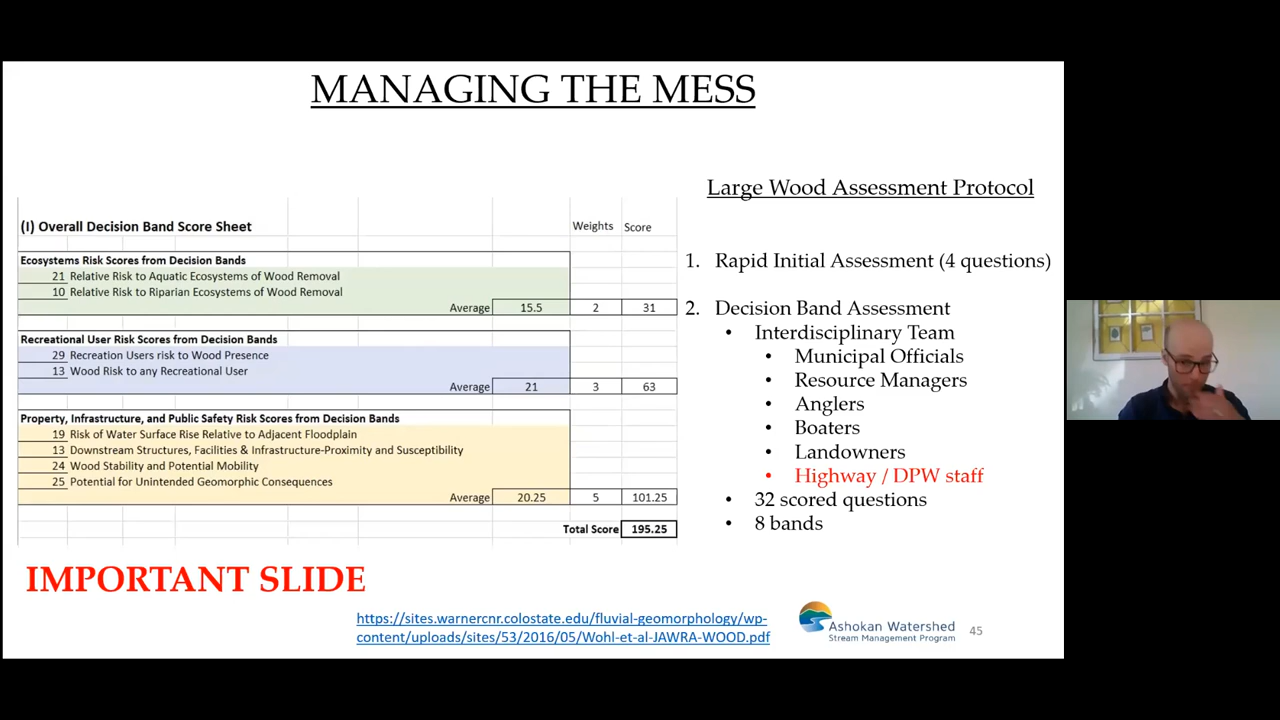 MANAGING THE MESS
(I) Overall Decision Band Score Sheet Weights Score
Ecosystems Risk Scores from Decision Bands
21 Relative Risk to Aquatic Ecosystems of Wood Removal
10 Relative Risk to Riparian Ecosystems of Wood Removal
Average 15.5 2 31
Recreational User Risk Scores from Decision Bands
29 Recreation Users risk to Wood Presence
13 Wood Risk to any Recreational User
Average 21 3 63
Property, Infrastructure, and Public Safety Risk Scores from Decision Bands
19 Risk of Water Surface Rise Relative to Adjacent Floodplain
13 Downstream Structures, Facilities & Infrastructure-Proximity and Susceptibility
24 Wood Stability and Potential Mobility
25 Potential for Unintended Geomorphic Consequences
Average 20.25 5 101.25
Total Score 195.25
Large Wood Assessment Protocol
1. Rapid Initial Assessment (4 questions)
2. Decision Band Assessment
• Interdisciplinary Team
• Municipal Officials
• Resource Managers
• Anglers
• Boaters
• Landowners
• Highway / DPW staff
• 32 scored questions
• 8 bands
IMPORTANT SLIDE
https://sites.warnercnr.colostate.edu/fluvial-geomorphology/wp-
content/uploads/sites/53/2016/05/Wohl-et-al-JAWRA-WOOD.pdf
Ashokan Watershed
Stream Management Program
45